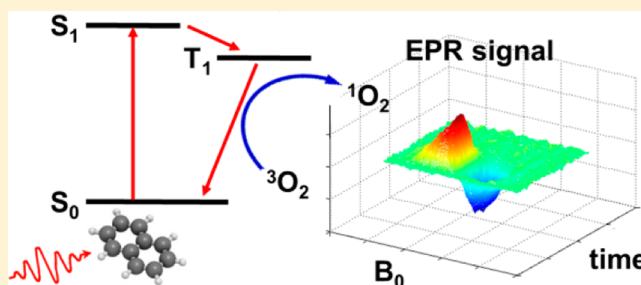 S₁
T₁
EPR signal
¹O₂
³O₂
S₀
B₀
time